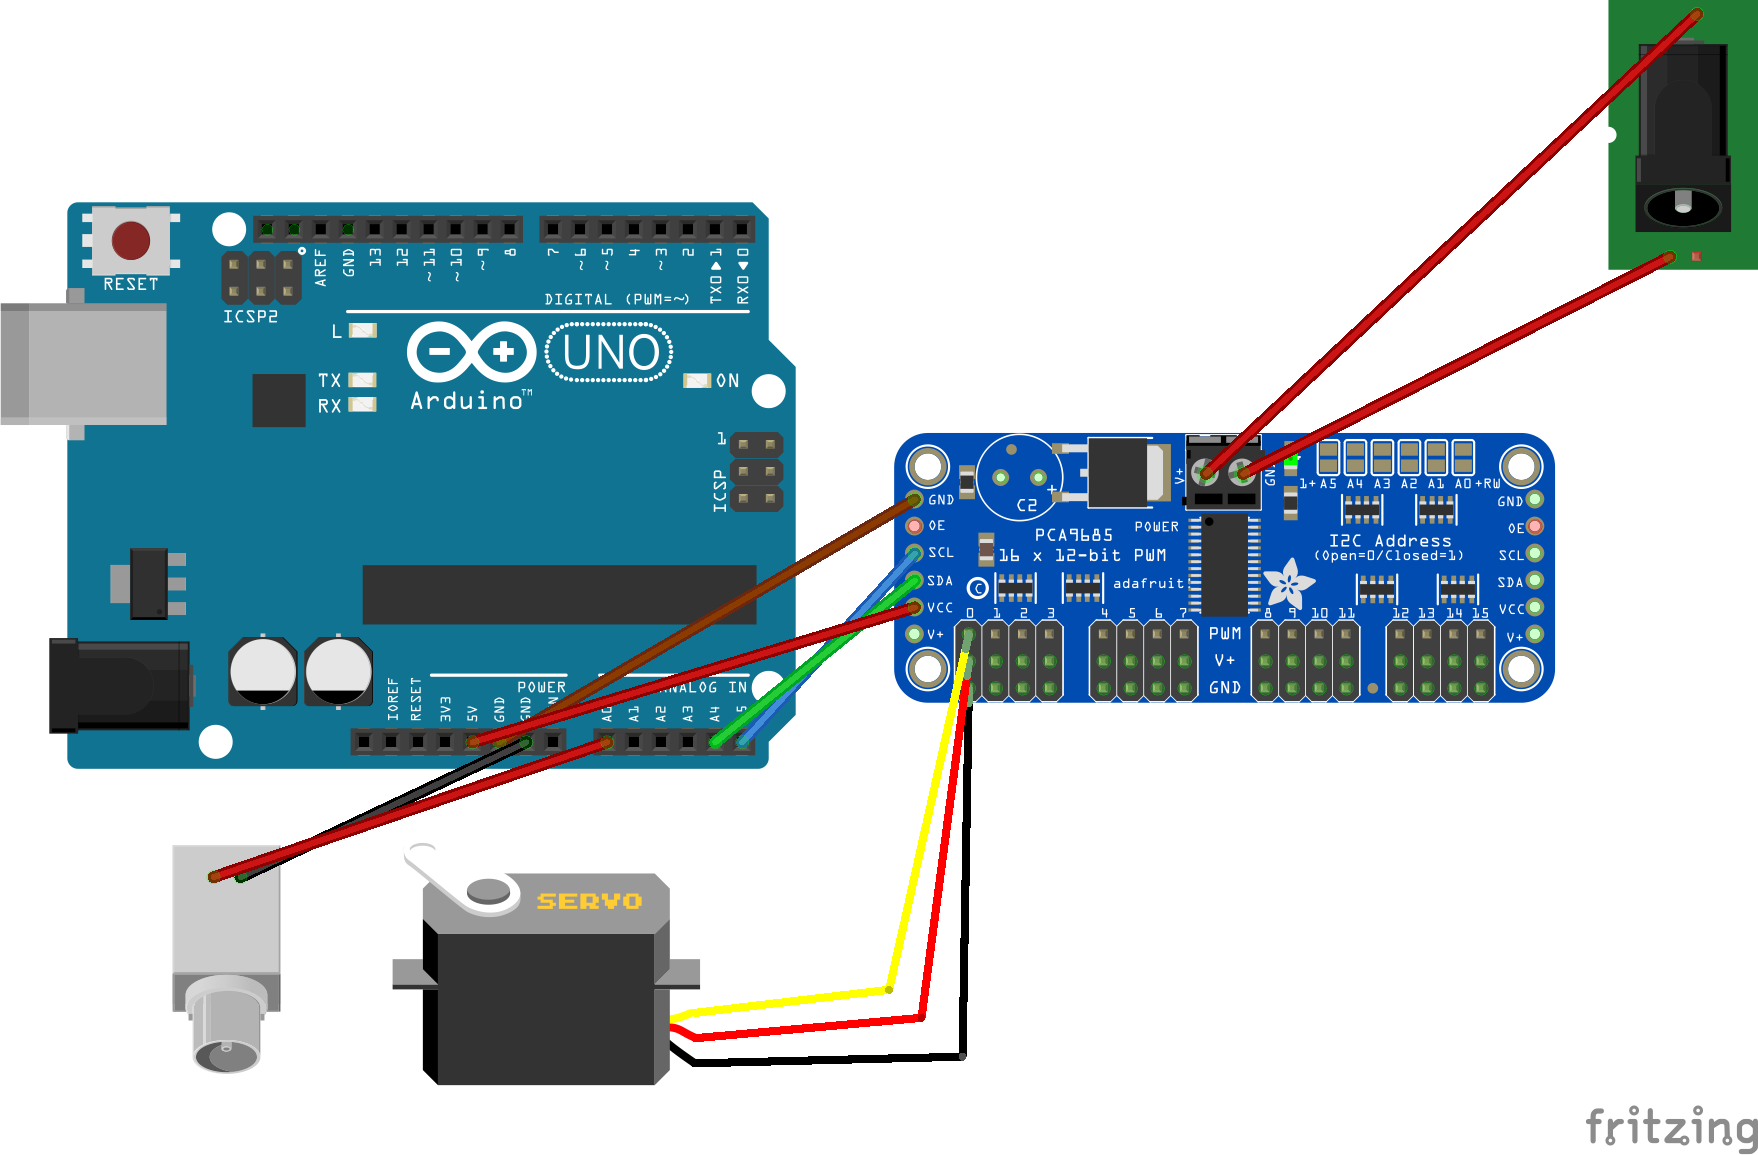 RESET
ICSP2
AREF
GND
13
12
~11
~10
~9
8
7
~6
~5
4
~3
2
TX0▶1
RX0◀0
DIGITAL (PWM=~)
L
TX
RX
UNO
Arduino™
ON
1
ICSP
IOREF
RESET
3V3
5V
GND
GND
POWER
ANALOG IN
A0
A1
A2
A3
A4
5
GND
OE
SCL
SDA
VCC
V+
C2
+
PCA9685
16 x 12-bit PWM
POWER
adafruit
V+
GND
1+ A5 A4 A3 A2 A1 A0 +RW
I2C Address
(Open=0/Closed=1)
GND
OE
SCL
SDA
VCC
V+
0 1 2 3 4 5 6 7 8 9 10 11 12 13 14 15
PWM
V+
GND
SERVO
fritzing